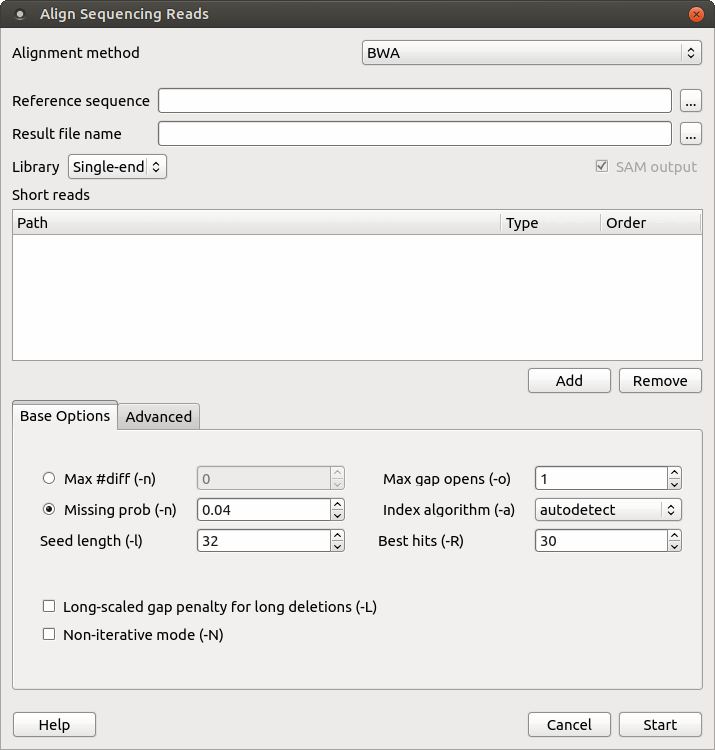 Align Sequencing Reads
Alignment method BWA
Reference sequence ...
Result file name ...
Library Single-end SAM output
Short reads
Path Type Order
Add Remove
Base Options Advanced
Max #diff (-n) 0 Max gap opens (-o) 1
Missing prob (-n) 0.04 Index algorithm (-a) autodetect
Seed length (-l) 32 Best hits (-R) 30
Long-scaled gap penalty for long deletions (-L)
Non-iterative mode (-N)
Help Cancel Start